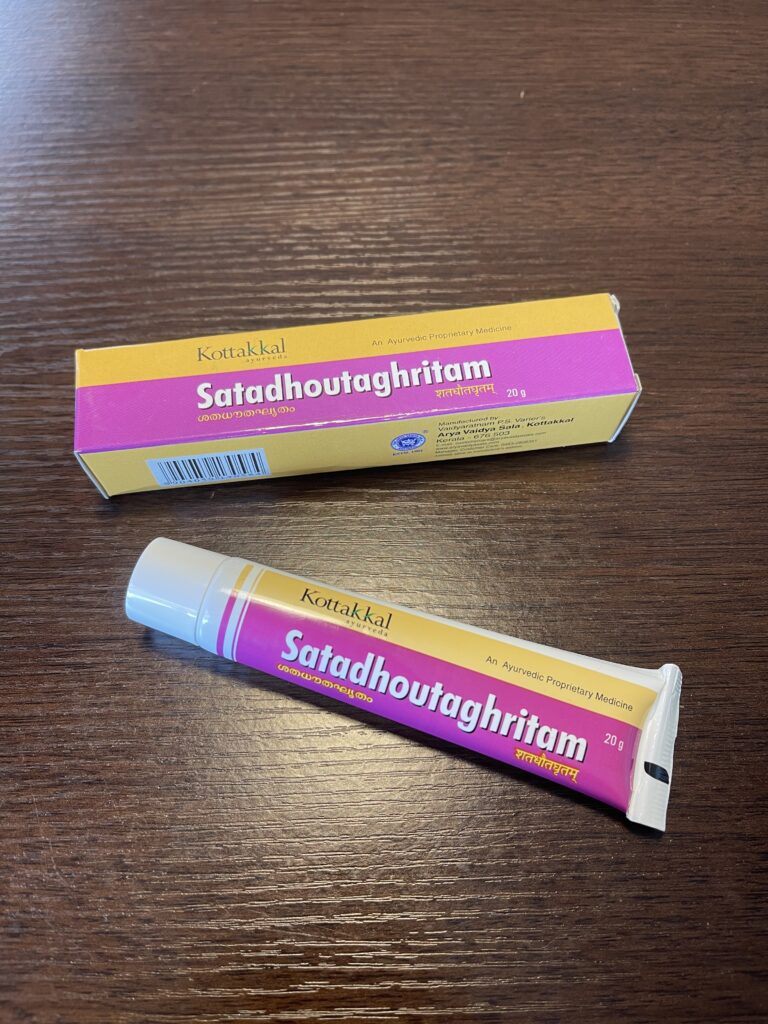 Kottakkal
ayurveda
An Ayurvedic Proprietary Medicine
Satadhoutaghritam
ശതധൌതഘൃതം
शतधौतघृतम्
20 g
Manufactured by
Vaidyaratnam P.S. Varier's
Arya Vaidya Sala, Kottakkal
Kerala - 676 503
Kottakkal
ayurveda
An Ayurvedic Proprietary Medicine
Satadhoutaghritam
ശതധൌതഘൃതം
शतधौतघृतम्
20 g